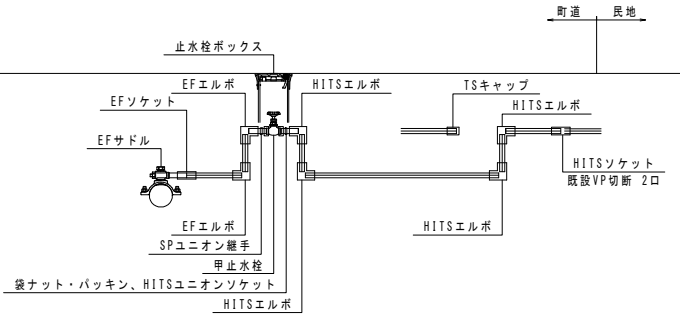 町道 民地
止水栓ボックス
EFエルボ
HITSエルボ
TSキャップ
EFソケット
HITSエルボ
EFサドル
HITSソケット
既設VP切断 2口
EFエルボ
HITSエルボ
SPユニオン継手
甲止水栓
袋ナット・パッキン、HITSユニオンソケット
HITSエルボ